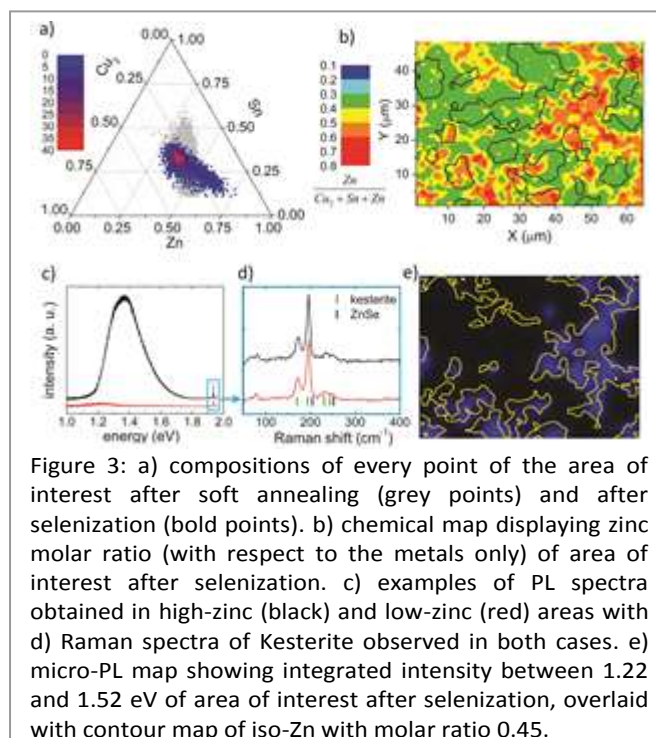 a)
0
5
10
15
20
25
30
35
40
0.00
1.00
Cu₂
0.25
0.75
Sn
0.50
0.50
0.75
0.25
1.00
0.00
0.00
0.25
0.50
0.75
1.00
Zn
b)
0.1
0.2
0.3
0.4
0.5
0.6
0.7
0.8
Zn
Cu₂ + Sn + Zn
Y (μm)
40
30
20
10
10 20 30 40 50 60
X (μm)
c)
intensity (a. u.)
1.0 1.2 1.4 1.6 1.8 2.0
energy (eV)
d)
kesterite
ZnSe
100 200 300 400
Raman shift (cm⁻¹)
e)
Figure 3: a) compositions of every point of the area of
interest after soft annealing (grey points) and after
selenization (bold points). b) chemical map displaying zinc
molar ratio (with respect to the metals only) of area of
interest after selenization. c) examples of PL spectra
obtained in high-zinc (black) and low-zinc (red) areas with
d) Raman spectra of Kesterite observed in both cases. e)
micro-PL map showing integrated intensity between 1.22
and 1.52 eV of area of interest after selenization, overlaid
with contour map of iso-Zn with molar ratio 0.45.